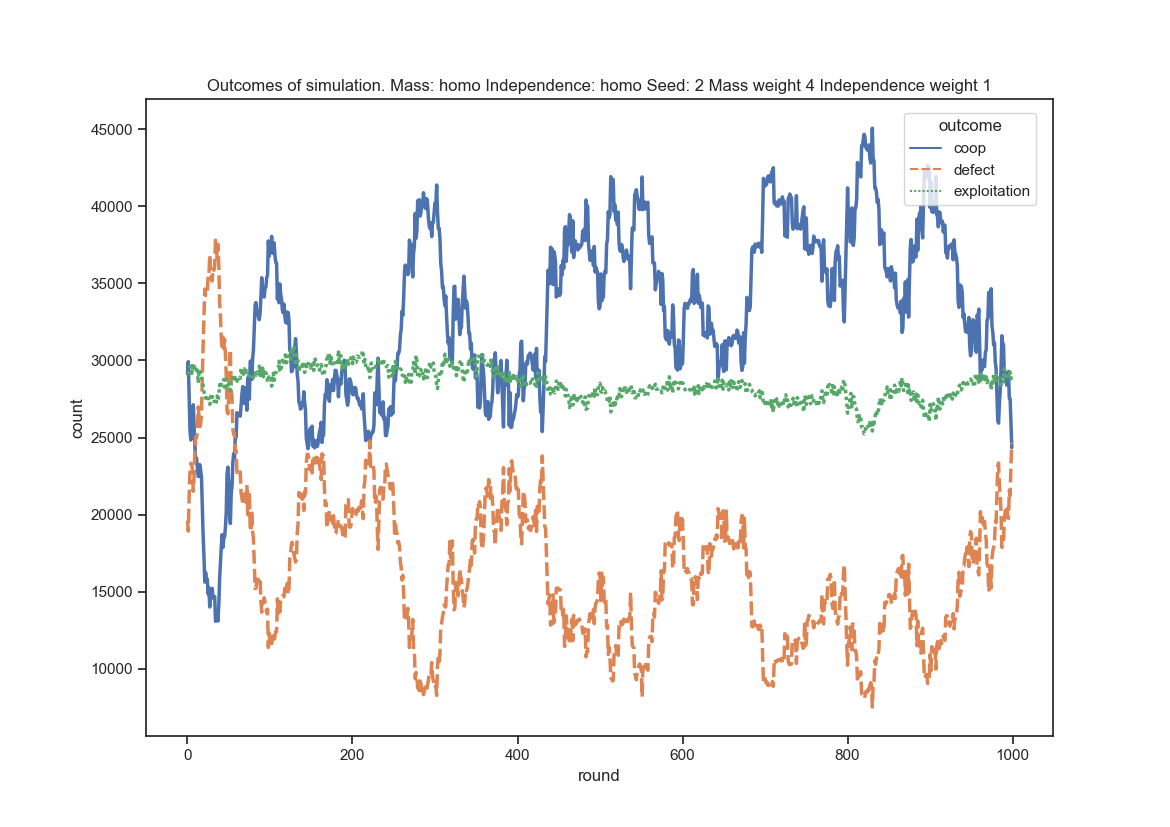 Outcomes of simulation. Mass: homo Independence: homo Seed: 2 Mass weight 4 Independence weight 1
outcome
coop
defect
exploitation
45000
40000
35000
30000
25000
20000
15000
10000
count
0 200 400 600 800 1000
round